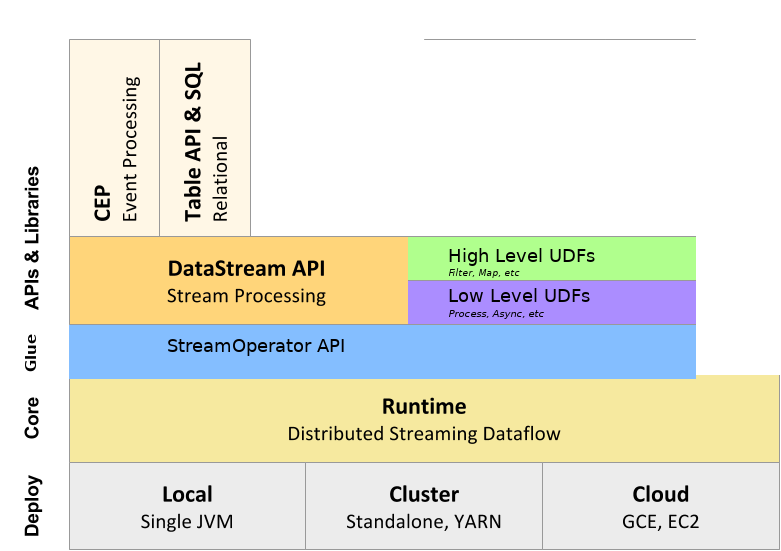 APIs & Libraries
CEP
Event Processing
Table API & SQL
Relational
DataStream API
Stream Processing
High Level UDFs
Filter, Map, etc
Low Level UDFs
Process, Async, etc
Glue
StreamOperator API
Core
Runtime
Distributed Streaming Dataflow
Deploy
Local
Single JVM
Cluster
Standalone, YARN
Cloud
GCE, EC2